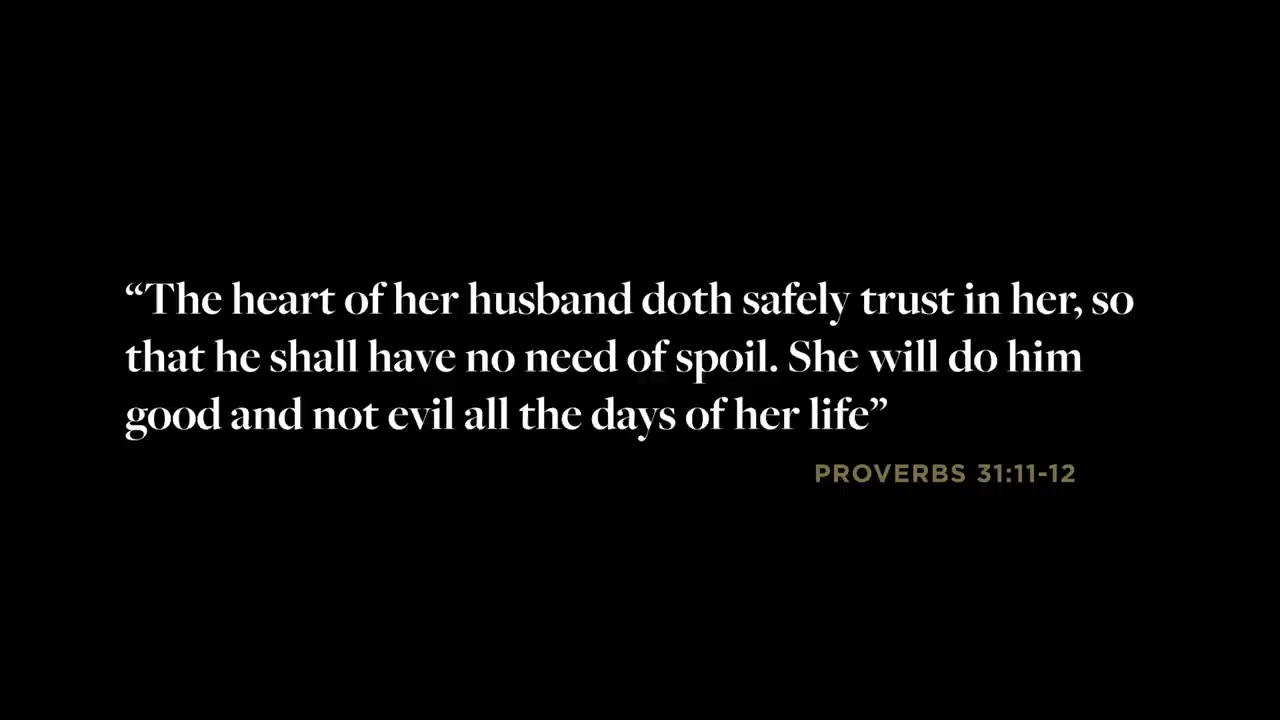 “The heart of her husband doth safely trust in her, so
that he shall have no need of spoil. She will do him
good and not evil all the days of her life”
PROVERBS 31:11-12